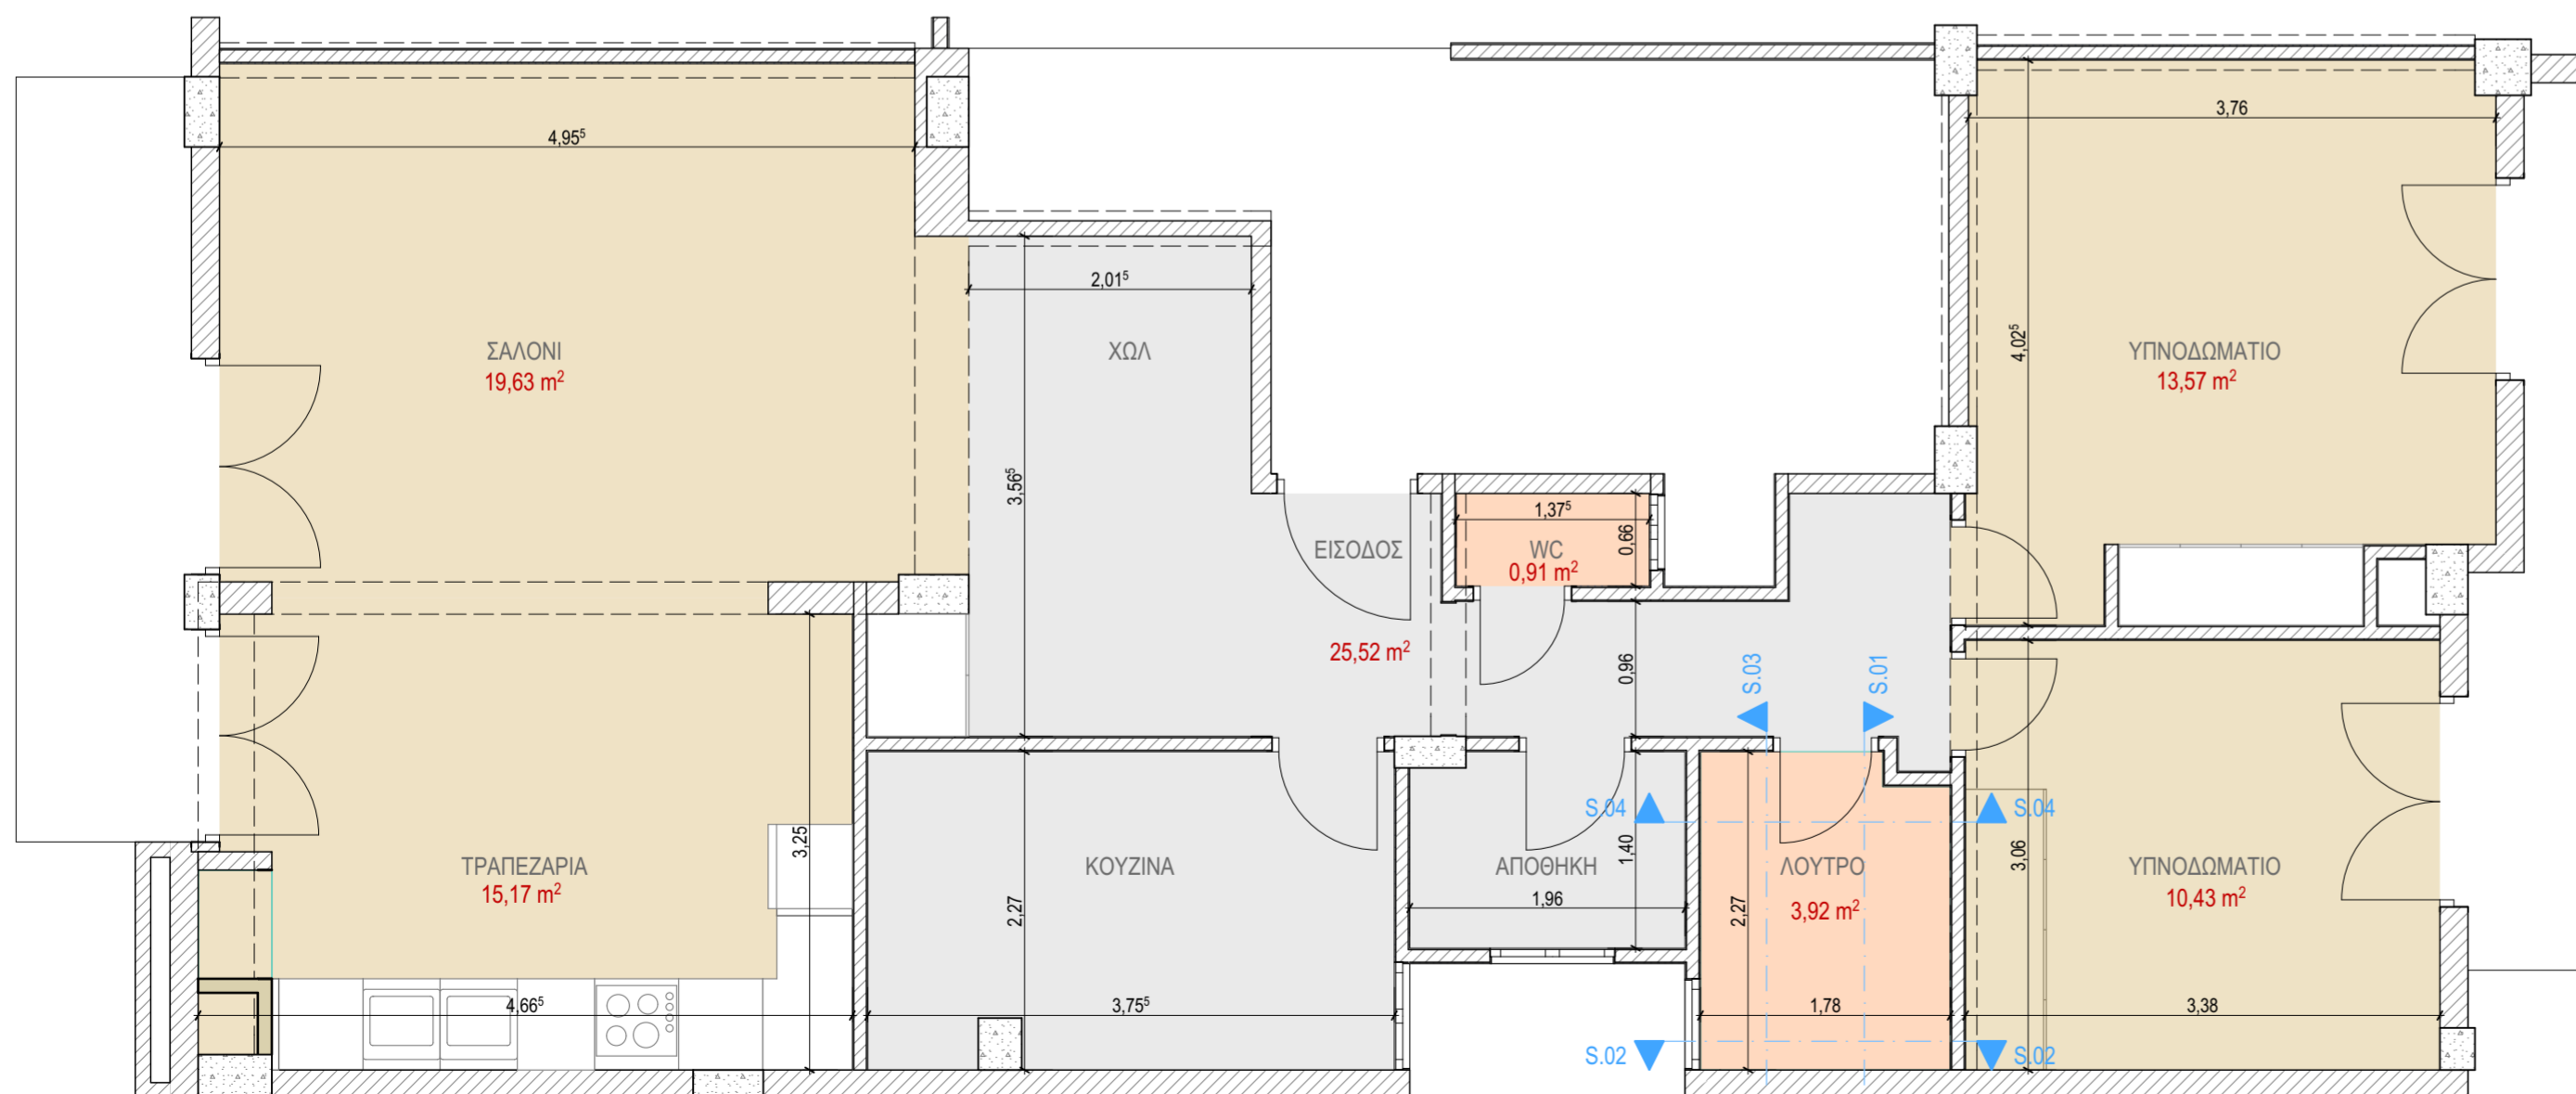 4,95⁵
3,76
2,01⁵
4,02⁵
ΣΑΛΟΝΙ
19,63 m²
ΧΩΛ
ΥΠΝΟΔΩΜΑΤΙΟ
13,57 m²
3,56⁵
1,37⁵
0,66
ΕΙΣΟΔΟΣ
WC
0,91 m²
25,52 m²
0,96
S.03
S.01
3,25
S.04
S.04
1,40
3,06
ΤΡΑΠΕΖΑΡΙΑ
15,17 m²
ΚΟΥΖΙΝΑ
ΑΠΟΘΗΚΗ
1,96
ΛΟΥΤΡΟ
3,92 m²
ΥΠΝΟΔΩΜΑΤΙΟ
10,43 m²
2,27
2,27
4,66⁵
3,75⁵
1,78
3,38
S.02
S.02